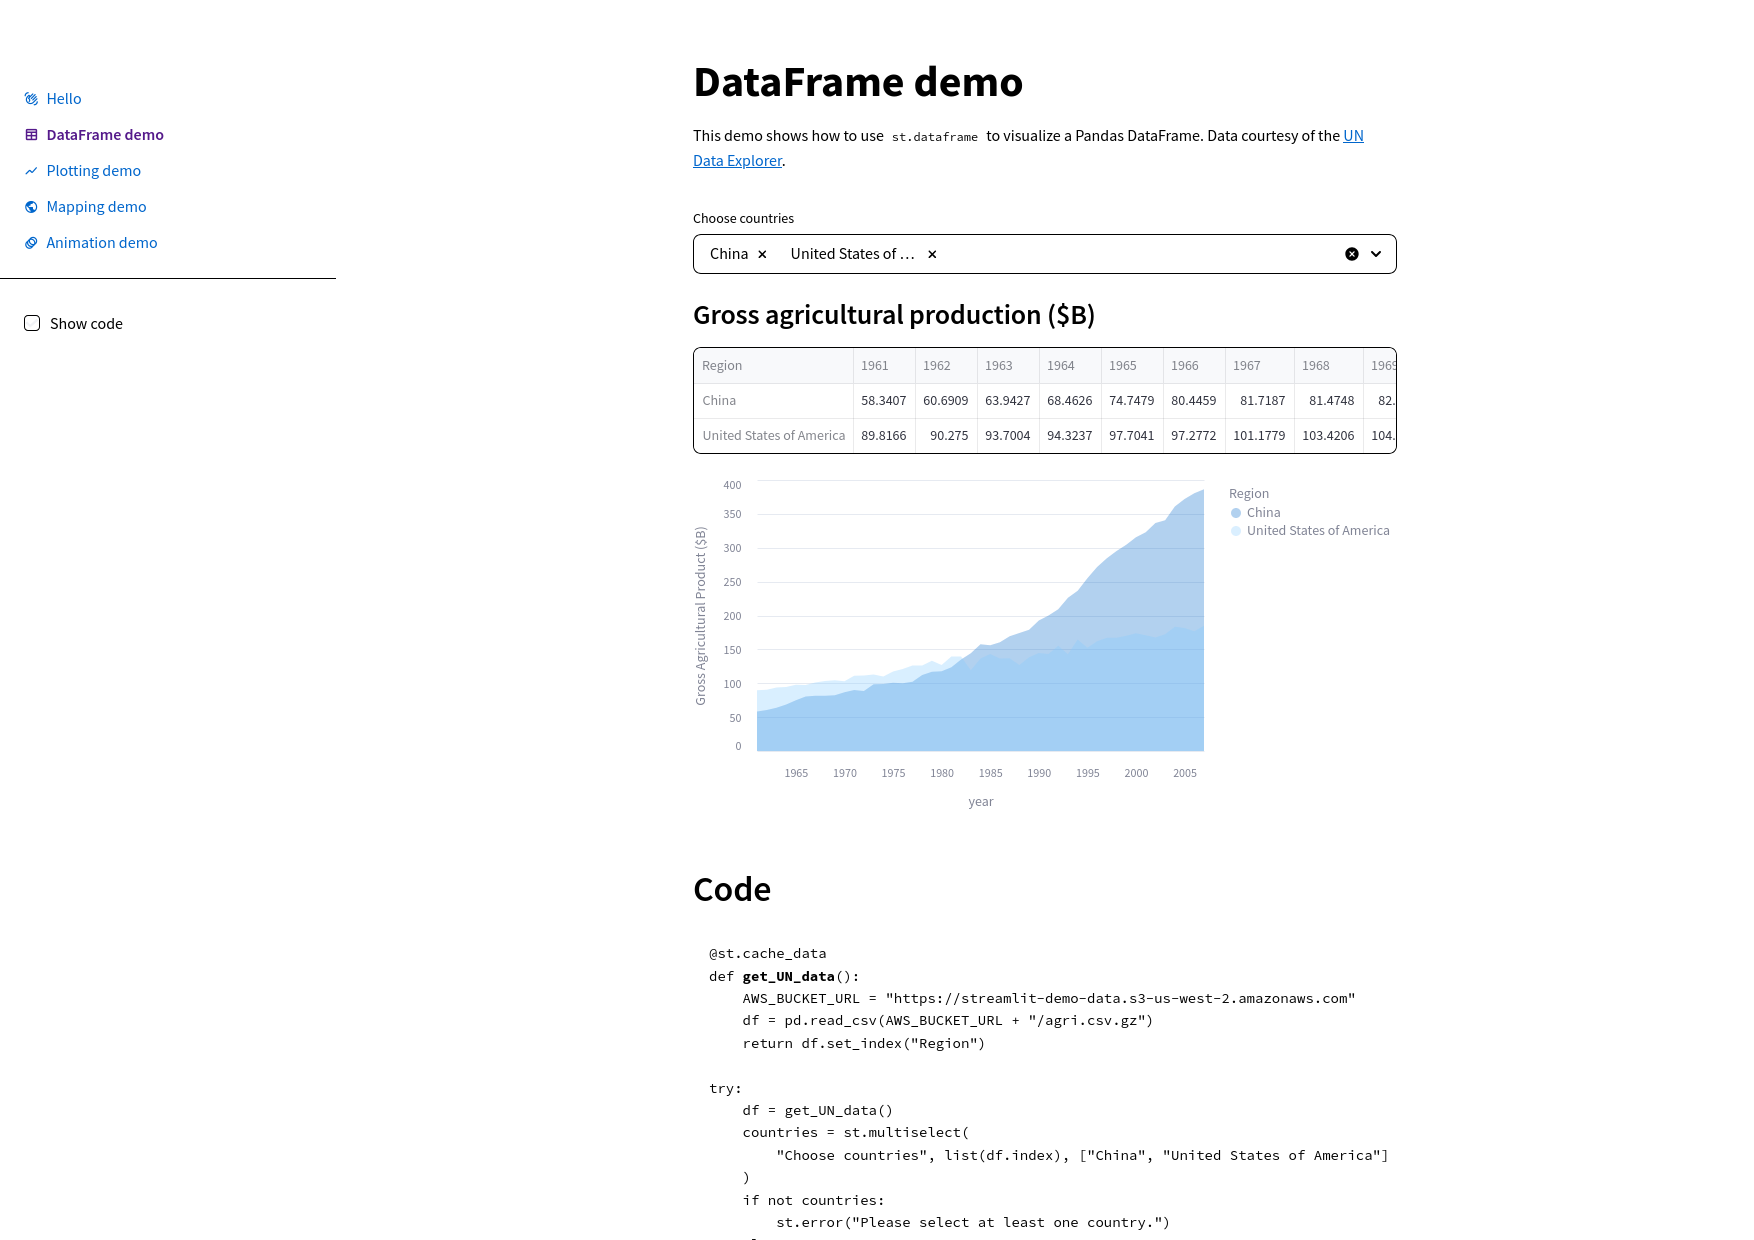 Hello
DataFrame demo
Plotting demo
Mapping demo
Animation demo
Show code
DataFrame demo
This demo shows how to use st.dataframe to visualize a Pandas DataFrame. Data courtesy of the UN
Data Explorer.
Choose countries
China United States of …
Gross agricultural production ($B)
Region 1961 1962 1963 1964 1965 1966 1967 1968 1969
China 58.3407 60.6909 63.9427 68.4626 74.7479 80.4459 81.7187 81.4748 82.
United States of America 89.8166 90.275 93.7004 94.3237 97.7041 97.2772 101.1779 103.4206 104.
Gross Agricultural Product ($B)
400
350
300
250
200
150
100
50
0
1965 1970 1975 1980 1985 1990 1995 2000 2005
year
Region
China
United States of America
Code
@st.cache_data
def get_UN_data():
    AWS_BUCKET_URL = "https://streamlit-demo-data.s3-us-west-2.amazonaws.com"
    df = pd.read_csv(AWS_BUCKET_URL + "/agri.csv.gz")
    return df.set_index("Region")
try:
    df = get_UN_data()
    countries = st.multiselect(
        "Choose countries", list(df.index), ["China", "United States of America"]
    )
    if not countries:
        st.error("Please select at least one country.")